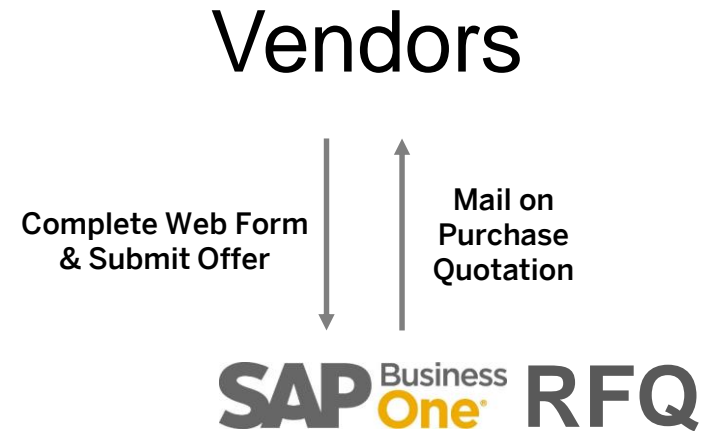 Vendors
Complete Web Form
& Submit Offer
Mail on
Purchase
Quotation
SAP Business One® RFQ